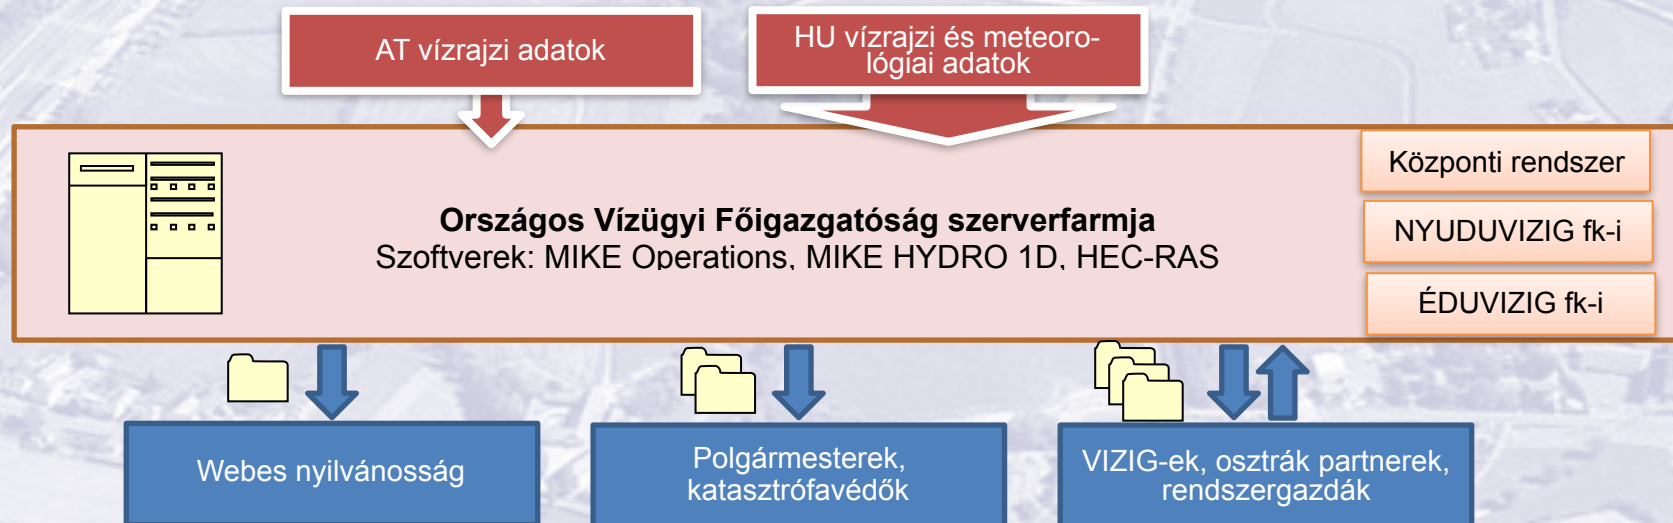 AT vízrajzi adatok
HU vízrajzi és meteoro-
lógiai adatok
Országos Vízügyi Főigazgatóság szerverfarmja
Szoftverek: MIKE Operations, MIKE HYDRO 1D, HEC-RAS
Központi rendszer
NYUDUVIZIG fk-i
ÉDUVIZIG fk-i
Webes nyilvánosság
Polgármesterek,
katasztrófavédők
VIZIG-ek, osztrák partnerek,
rendszergazdák